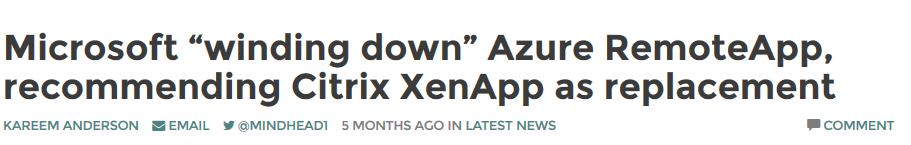 Microsoft “winding down” Azure RemoteApp,
recommending Citrix XenApp as replacement
KAREEM ANDERSON EMAIL @MINDHEAD1 5 MONTHS AGO IN LATEST NEWS COMMENT